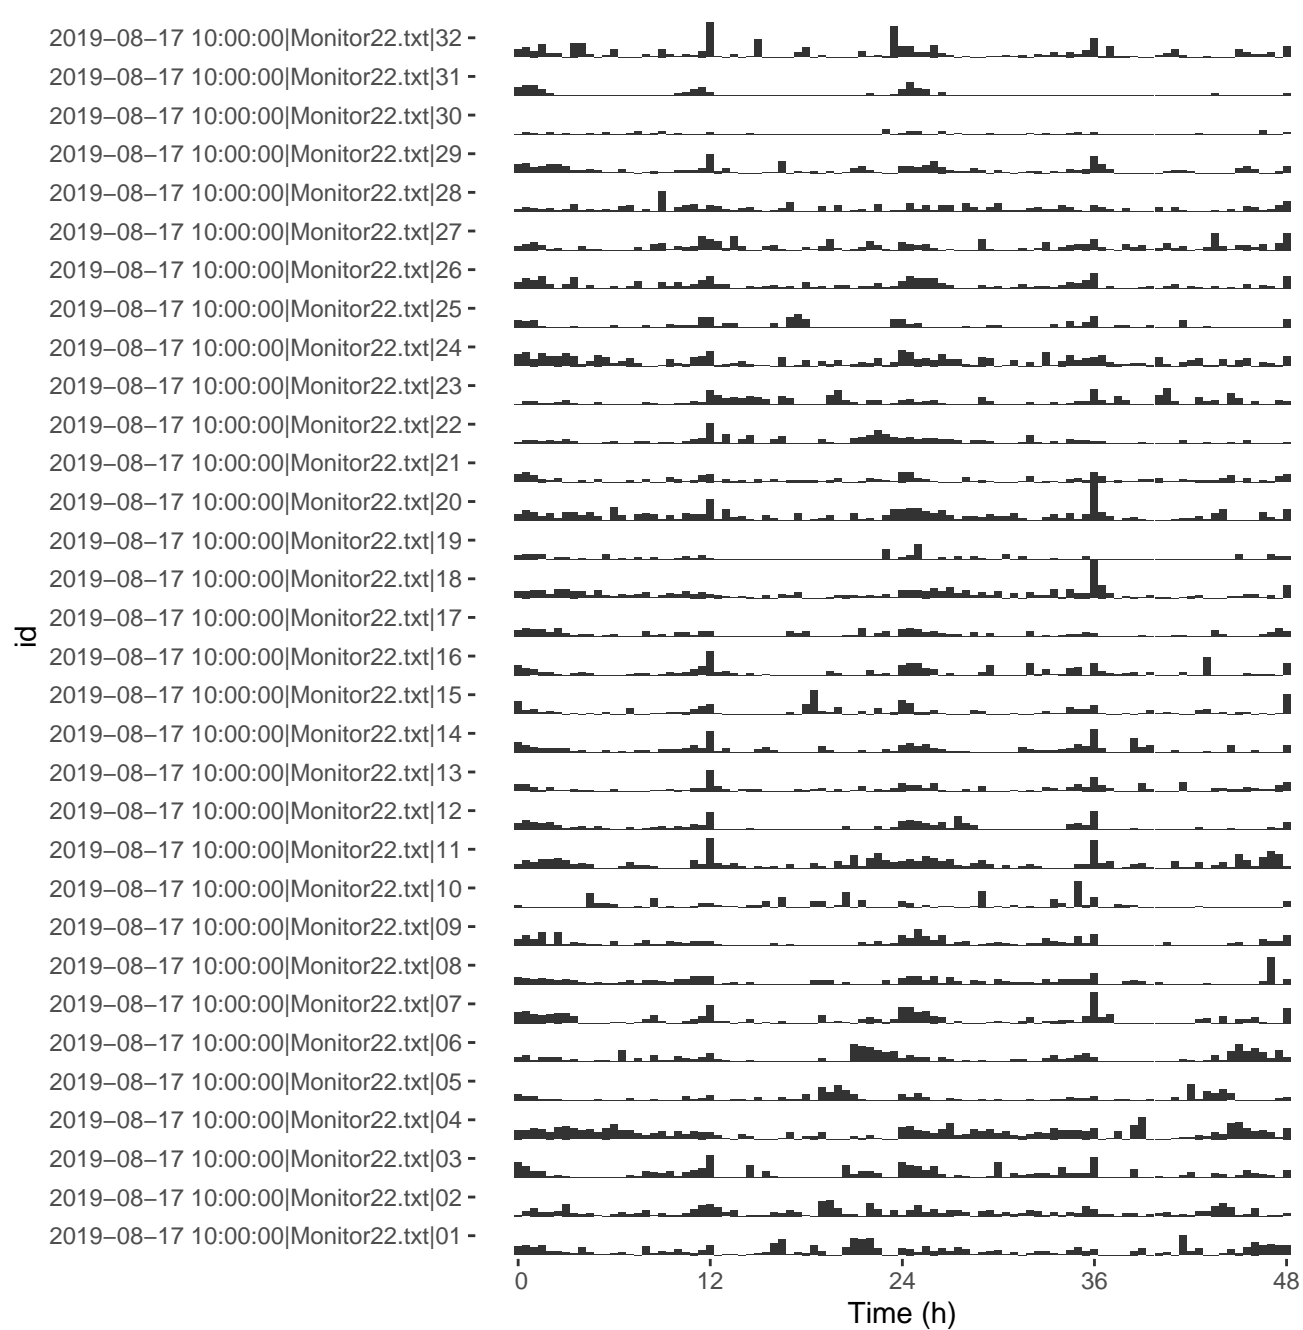 2019−08−17 10:00:00|Monitor22.txt|32
2019−08−17 10:00:00|Monitor22.txt|31
2019−08−17 10:00:00|Monitor22.txt|30
2019−08−17 10:00:00|Monitor22.txt|29
2019−08−17 10:00:00|Monitor22.txt|28
2019−08−17 10:00:00|Monitor22.txt|27
2019−08−17 10:00:00|Monitor22.txt|26
2019−08−17 10:00:00|Monitor22.txt|25
2019−08−17 10:00:00|Monitor22.txt|24
2019−08−17 10:00:00|Monitor22.txt|23
2019−08−17 10:00:00|Monitor22.txt|22
2019−08−17 10:00:00|Monitor22.txt|21
2019−08−17 10:00:00|Monitor22.txt|20
2019−08−17 10:00:00|Monitor22.txt|19
2019−08−17 10:00:00|Monitor22.txt|18
2019−08−17 10:00:00|Monitor22.txt|17
id
2019−08−17 10:00:00|Monitor22.txt|16
2019−08−17 10:00:00|Monitor22.txt|15
2019−08−17 10:00:00|Monitor22.txt|14
2019−08−17 10:00:00|Monitor22.txt|13
2019−08−17 10:00:00|Monitor22.txt|12
2019−08−17 10:00:00|Monitor22.txt|11
2019−08−17 10:00:00|Monitor22.txt|10
2019−08−17 10:00:00|Monitor22.txt|09
2019−08−17 10:00:00|Monitor22.txt|08
2019−08−17 10:00:00|Monitor22.txt|07
2019−08−17 10:00:00|Monitor22.txt|06
2019−08−17 10:00:00|Monitor22.txt|05
2019−08−17 10:00:00|Monitor22.txt|04
2019−08−17 10:00:00|Monitor22.txt|03
2019−08−17 10:00:00|Monitor22.txt|02
2019−08−17 10:00:00|Monitor22.txt|01
0 12 24 36 48
Time (h)